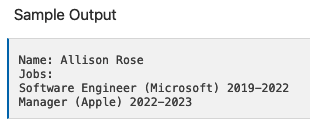 Sample Output
Name: Allison Rose
Jobs:
Software Engineer (Microsoft) 2019–2022
Manager (Apple) 2022–2023